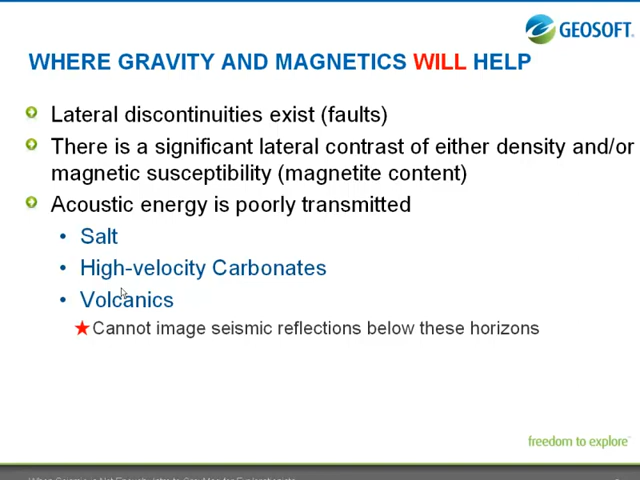 GEOSOFT.
WHERE GRAVITY AND MAGNETICS WILL HELP
Lateral discontinuities exist (faults)
There is a significant lateral contrast of either density and/or
magnetic susceptibility (magnetite content)
Acoustic energy is poorly transmitted
• Salt
• High-velocity Carbonates
• Volcanics
★Cannot image seismic reflections below these horizons
freedom to explore™